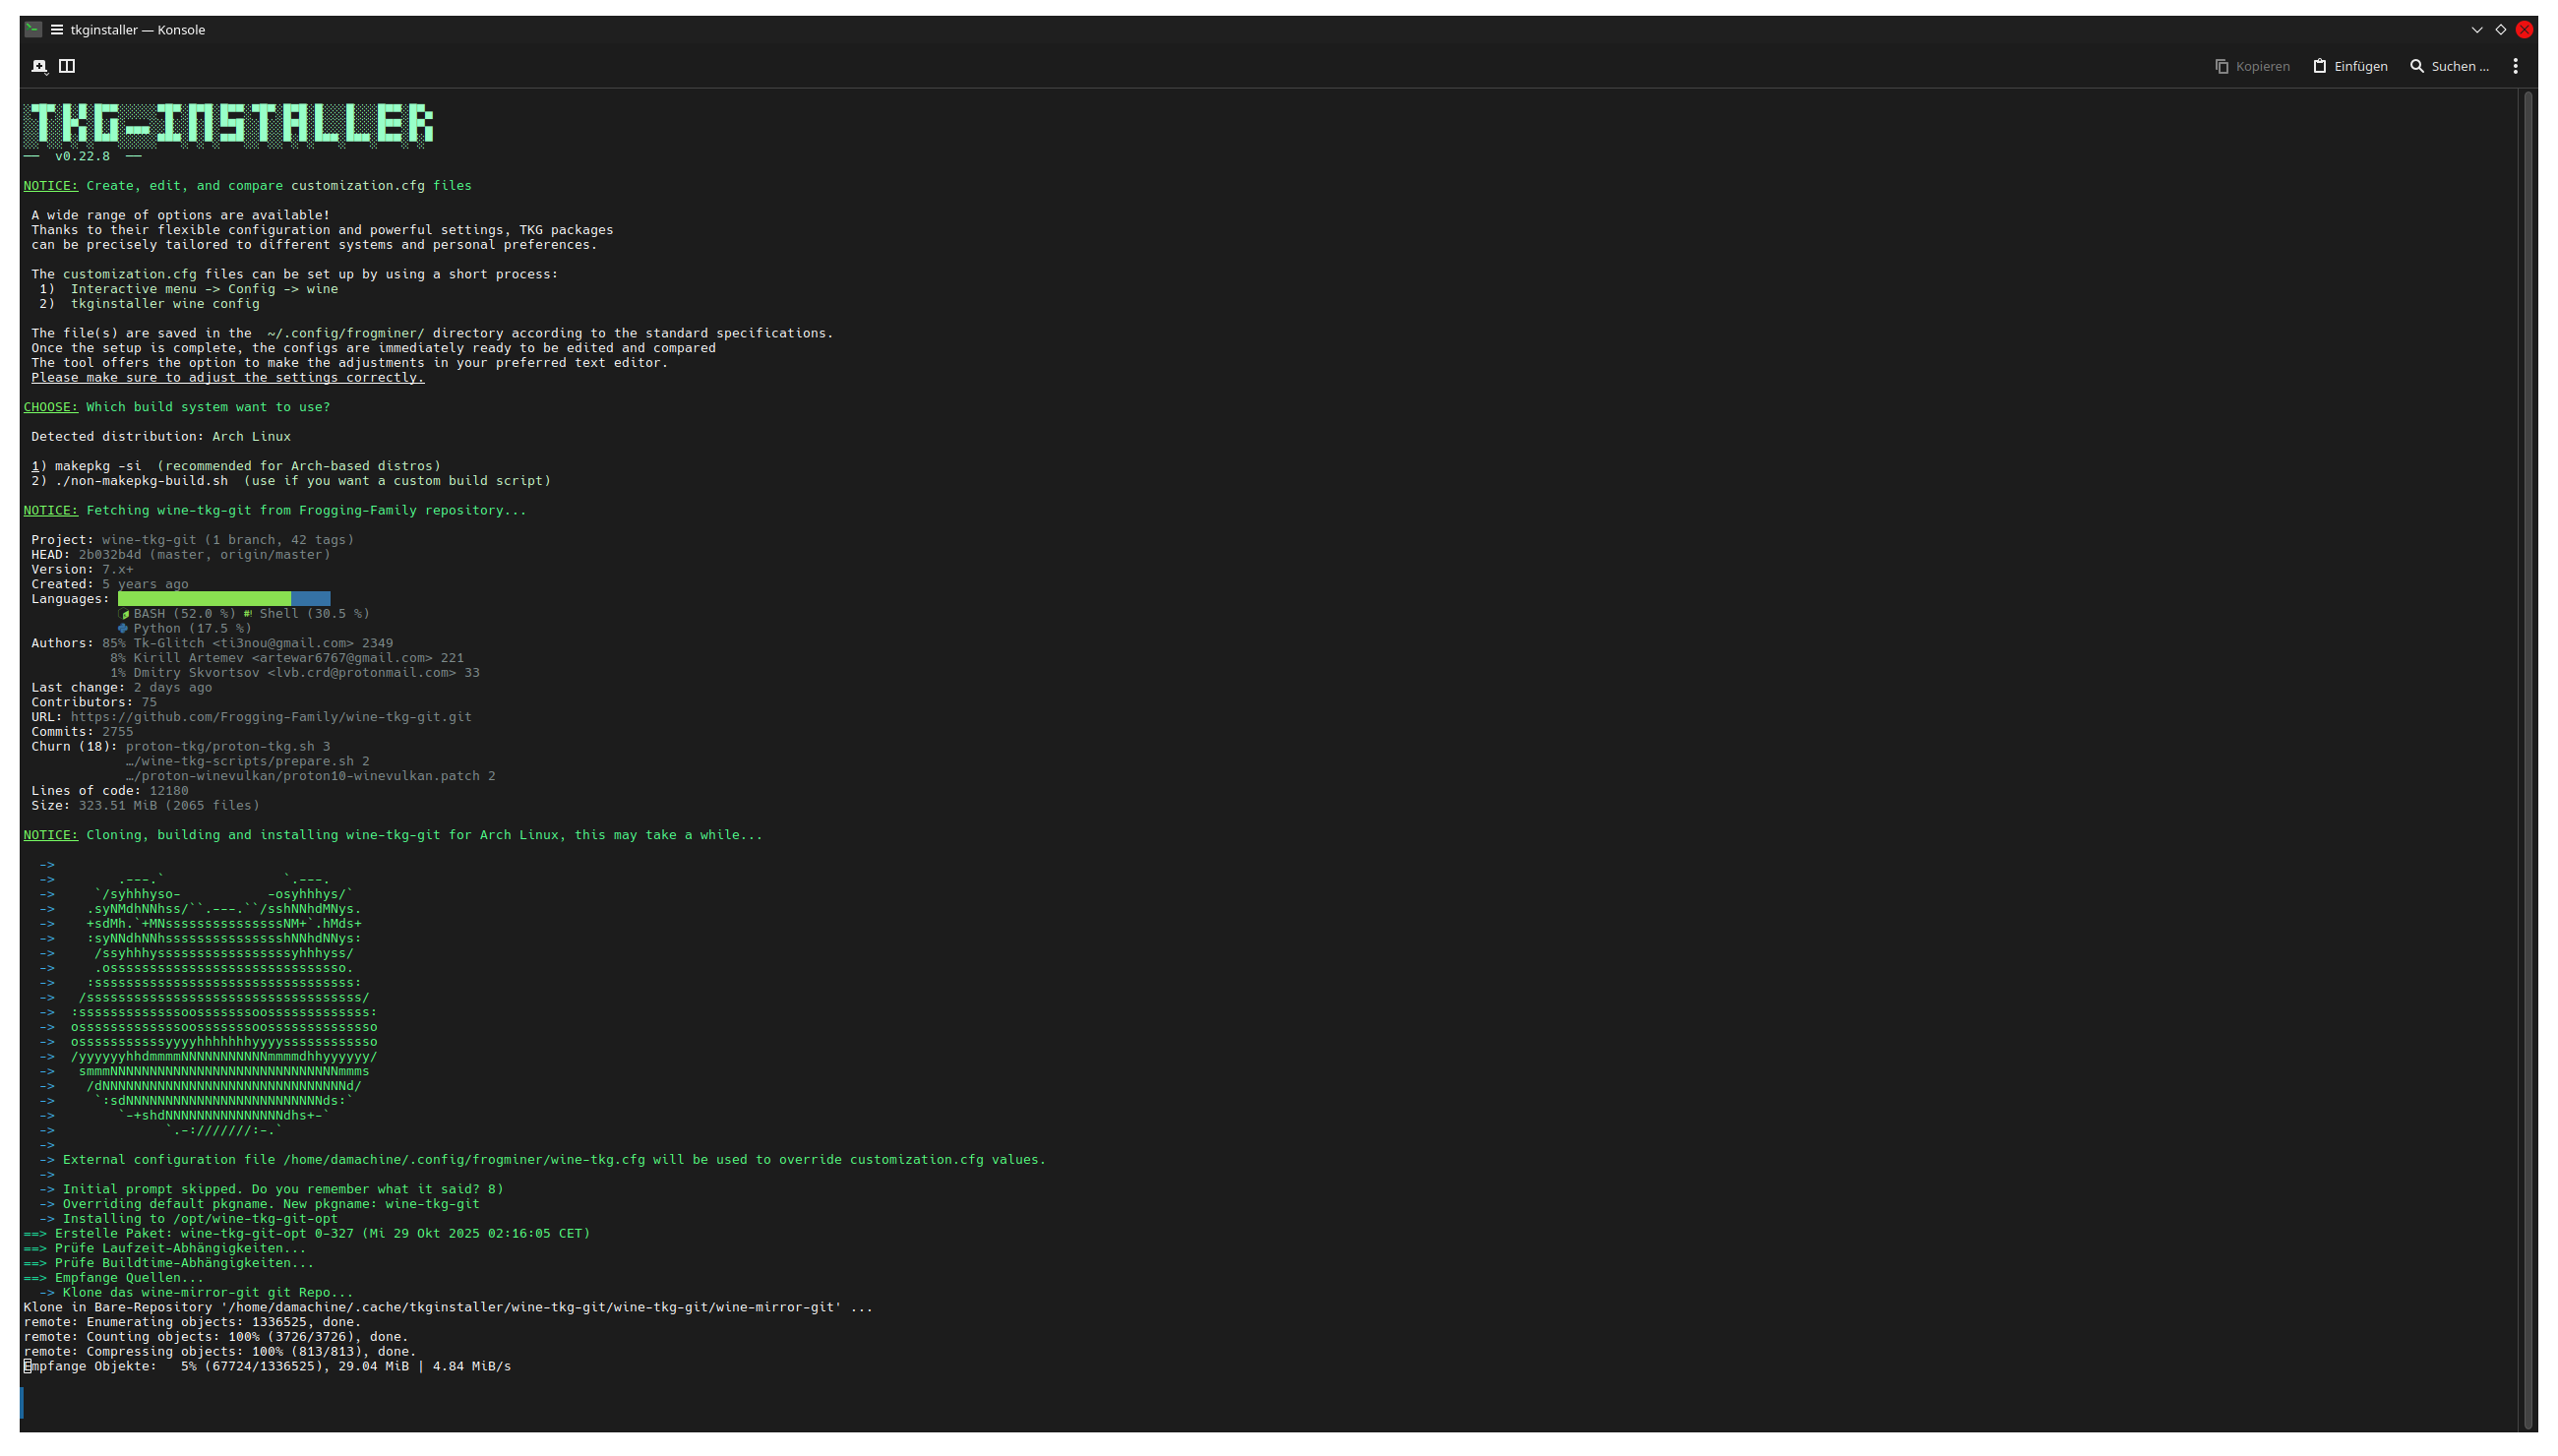 tkginstaller — Konsole
Kopieren
Einfügen
Suchen ...
TKG-INSTALLER
── v0.22.8 ──
NOTICE: Create, edit, and compare customization.cfg files
A wide range of options are available!
Thanks to their flexible configuration and powerful settings, TKG packages
can be precisely tailored to different systems and personal preferences.
The customization.cfg files can be set up by using a short process:
1) Interactive menu -> Config -> wine
2) tkginstaller wine config
The file(s) are saved in the ~/.config/frogminer/ directory according to the standard specifications.
Once the setup is complete, the configs are immediately ready to be edited and compared
The tool offers the option to make the adjustments in your preferred text editor.
Please make sure to adjust the settings correctly.
CHOOSE: Which build system want to use?
Detected distribution: Arch Linux
1) makepkg -si (recommended for Arch-based distros)
2) ./non-makepkg-build.sh (use if you want a custom build script)
NOTICE: Fetching wine-tkg-git from Frogging-Family repository...
Project: wine-tkg-git (1 branch, 42 tags)
HEAD: 2b032b4d (master, origin/master)
Version: 7.x+
Created: 5 years ago
Languages:
BASH (52.0 %) #! Shell (30.5 %)
Python (17.5 %)
Authors: 85% Tk-Glitch <ti3nou@gmail.com> 2349
8% Kirill Artemev <artewar6767@gmail.com> 221
1% Dmitry Skvortsov <lvb.crd@protonmail.com> 33
Last change: 2 days ago
Contributors: 75
URL: https://github.com/Frogging-Family/wine-tkg-git.git
Commits: 2755
Churn (18): proton-tkg/proton-tkg.sh 3
…/wine-tkg-scripts/prepare.sh 2
…/proton-winevulkan/proton10-winevulkan.patch 2
Lines of code: 12180
Size: 323.51 MiB (2065 files)
NOTICE: Cloning, building and installing wine-tkg-git for Arch Linux, this may take a while...
->
-> .---.` `.---.
-> `/syhhhyso- -osyhhhys/`
-> .syNMdhNNhss/``.---.``/sshNNhdMNys.
-> +sdMh.`+MNsssssssssssssssNM+`.hMds+
-> :syNNdhNNhssssssssssssssshNNhdNNys:
-> /ssyhhhysssssssssssssssssyhhhyss/
-> .ossssssssssssssssssssssssssssso.
-> :sssssssssssssssssssssssssssssssss:
-> /sssssssssssssssssssssssssssssssssss/
-> :sssssssssssssoosssssssoosssssssssssss:
-> osssssssssssssoosssssssoossssssssssssso
-> osssssssssssyyyyhhhhhhhyyyyssssssssssso
-> /yyyyyyhhdmmmmNNNNNNNNNNNmmmmdhhyyyyyy/
-> smmmNNNNNNNNNNNNNNNNNNNNNNNNNNNNNmmms
-> /dNNNNNNNNNNNNNNNNNNNNNNNNNNNNNNNd/
-> `:sdNNNNNNNNNNNNNNNNNNNNNNNNNds:`
-> `-+shdNNNNNNNNNNNNNNNdhs+-`
-> `.-:///////:-.`
->
-> External configuration file /home/damachine/.config/frogminer/wine-tkg.cfg will be used to override customization.cfg values.
->
-> Initial prompt skipped. Do you remember what it said? 8)
-> Overriding default pkgname. New pkgname: wine-tkg-git
-> Installing to /opt/wine-tkg-git-opt
==> Erstelle Paket: wine-tkg-git-opt 0-327 (Mi 29 Okt 2025 02:16:05 CET)
==> Prüfe Laufzeit-Abhängigkeiten...
==> Prüfe Buildtime-Abhängigkeiten...
==> Empfange Quellen...
-> Klone das wine-mirror-git git Repo...
Klone in Bare-Repository '/home/damachine/.cache/tkginstaller/wine-tkg-git/wine-tkg-git/wine-mirror-git' ...
remote: Enumerating objects: 1336525, done.
remote: Counting objects: 100% (3726/3726), done.
remote: Compressing objects: 100% (813/813), done.
Empfange Objekte: 5% (67724/1336525), 29.04 MiB | 4.84 MiB/s